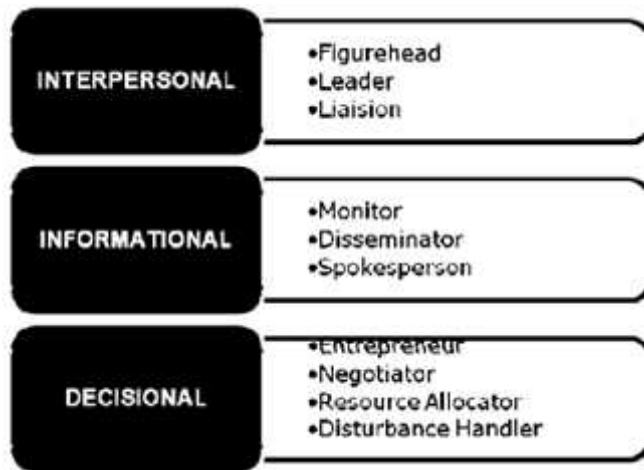 INTERPERSONAL
•Figurehead
•Leader
•Liaision
INFORMATIONAL
•Monitor
•Disseminator
•Spokesperson
DECISIONAL
•Entrepreneur
•Negotiator
•Resource Allocator
•Disturbance Handler